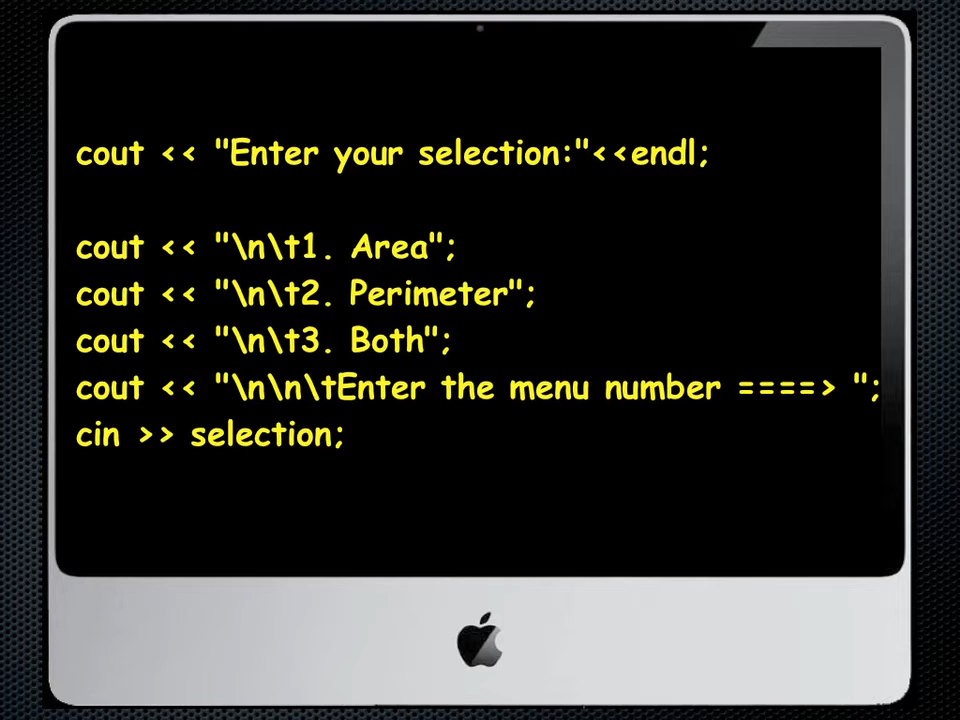 cout << "Enter your selection:"<<endl;
cout << "\n\t1. Area";
cout << "\n\t2. Perimeter";
cout << "\n\t3. Both";
cout << "\n\n\tEnter the menu number ====> ";
cin >> selection;